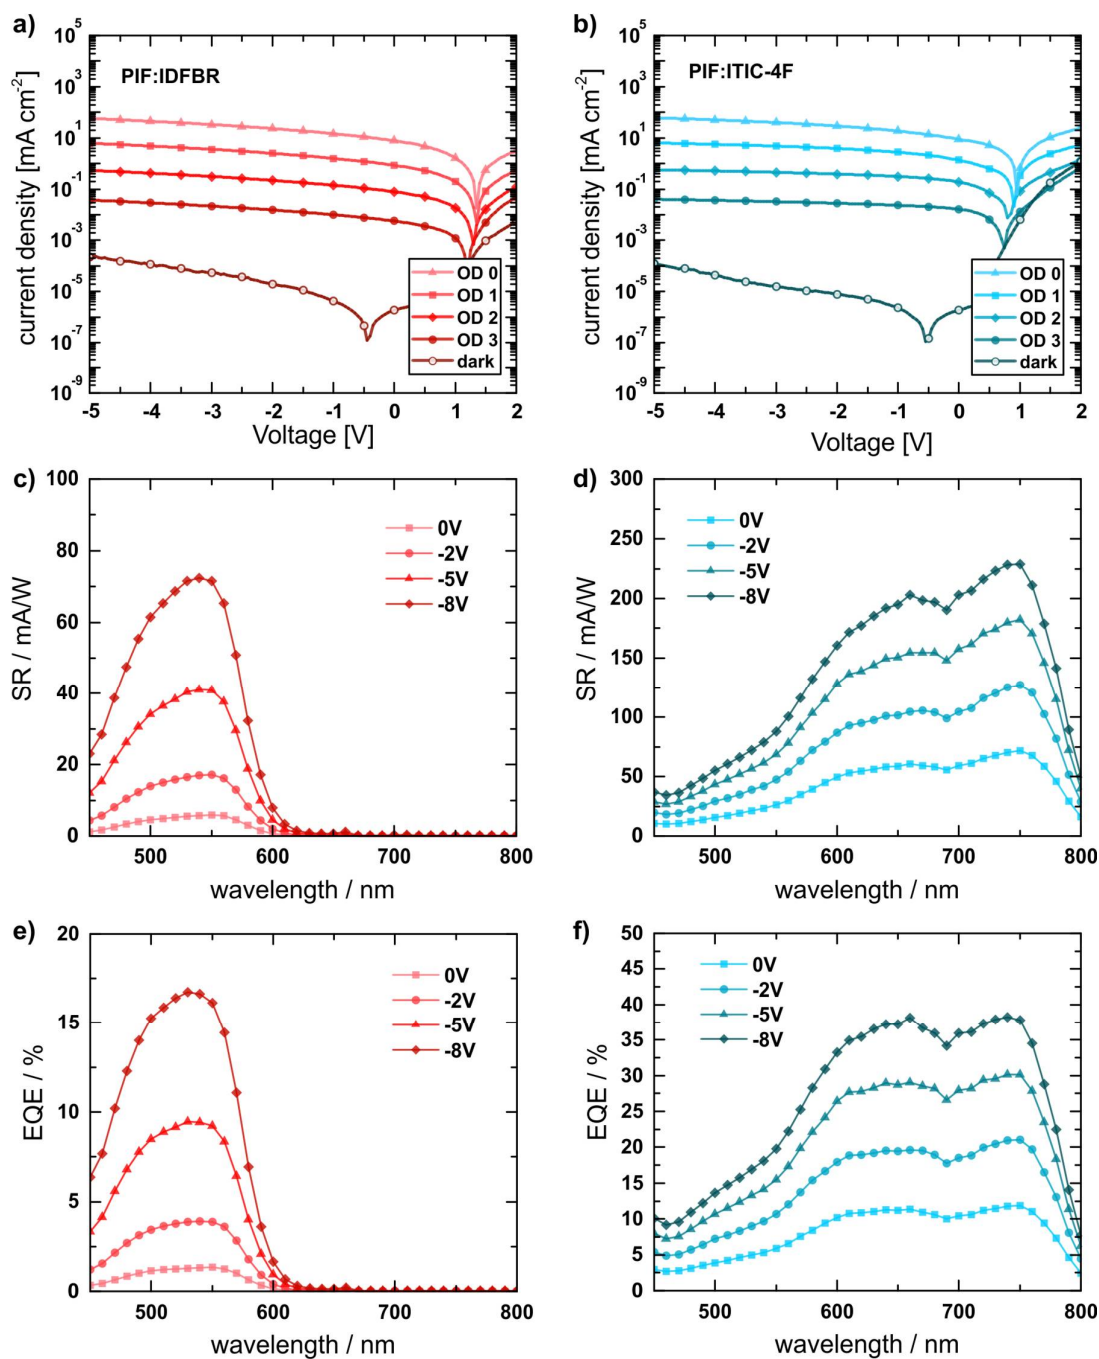 a)
PIF:IDFBR
current density [mA cm-2]
10^5
10^3
10^1
10^-1
10^-3
10^-5
10^-7
10^-9
OD 0
OD 1
OD 2
OD 3
dark
-5 -4 -3 -2 -1 0 1 2
Voltage [V]
b)
PIF:ITIC-4F
current density [mA cm-2]
10^5
10^3
10^1
10^-1
10^-3
10^-5
10^-7
10^-9
OD 0
OD 1
OD 2
OD 3
dark
-5 -4 -3 -2 -1 0 1 2
Voltage [V]
c)
SR / mA/W
100
80
60
40
20
0
0V
-2V
-5V
-8V
500 600 700 800
wavelength / nm
d)
SR / mA/W
300
250
200
150
100
50
0
0V
-2V
-5V
-8V
500 600 700 800
wavelength / nm
e)
EQE / %
20
15
10
5
0
0V
-2V
-5V
-8V
500 600 700 800
wavelength / nm
f)
EQE / %
50
45
40
35
30
25
20
15
10
5
0
0V
-2V
-5V
-8V
500 600 700 800
wavelength / nm